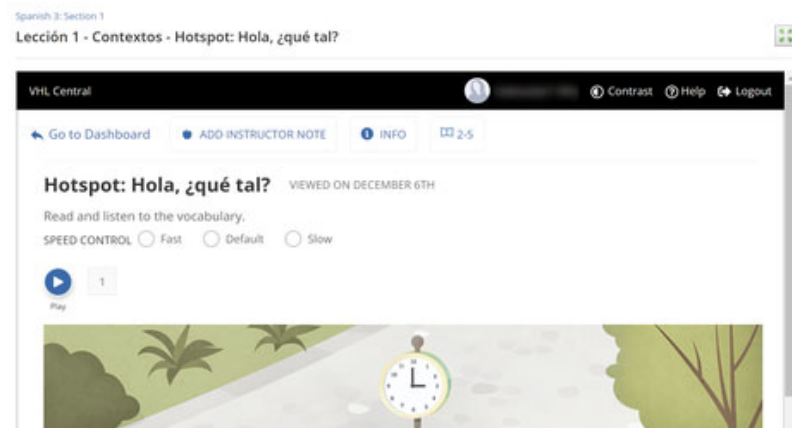 Spanish 3: Section 1
Lección 1 - Contextos - Hotspot: Hola, ¿qué tal?
VHL Central
Contrast Help Logout
Go to Dashboard ADD INSTRUCTOR NOTE INFO 2-5
Hotspot: Hola, ¿qué tal? VIEWED ON DECEMBER 6TH
Read and listen to the vocabulary.
SPEED CONTROL Fast Default Slow
1
Play